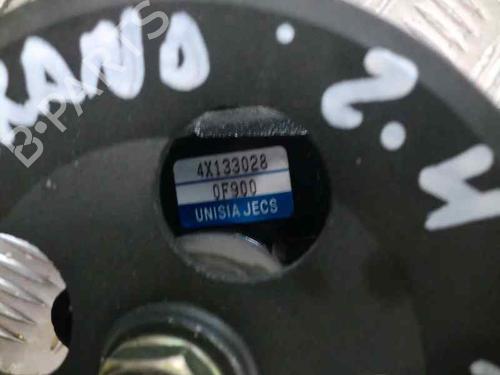 RANO . 2.4
4X133028
0F900
UNISIA JECS
B-PARTS